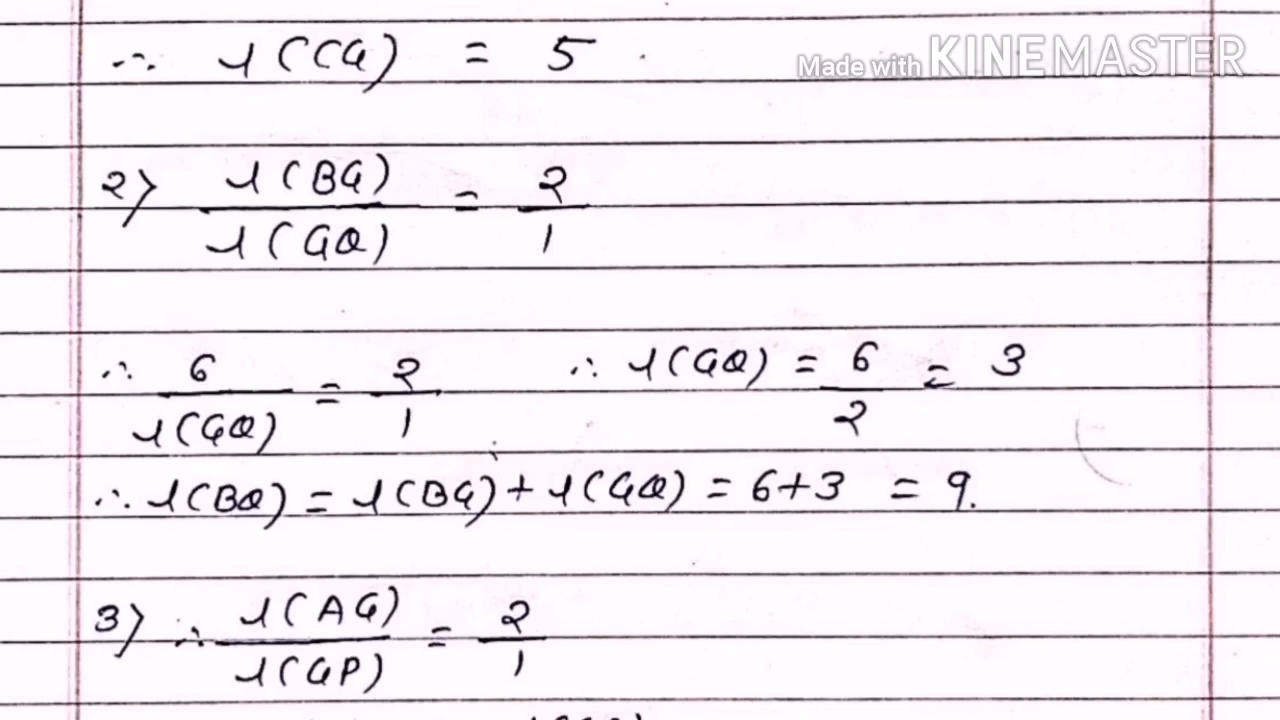 ∴ l(CG) = 5
Made with KINEMASTER
2) l(BG)/l(GQ) = 2/1
∴ 6/l(GQ) = 2/1 ∴ l(GQ) = 6/2 = 3
∴ l(BQ) = l(BG) + l(GQ) = 6+3 = 9.
3) ∴ l(AG)/l(GP) = 2/1